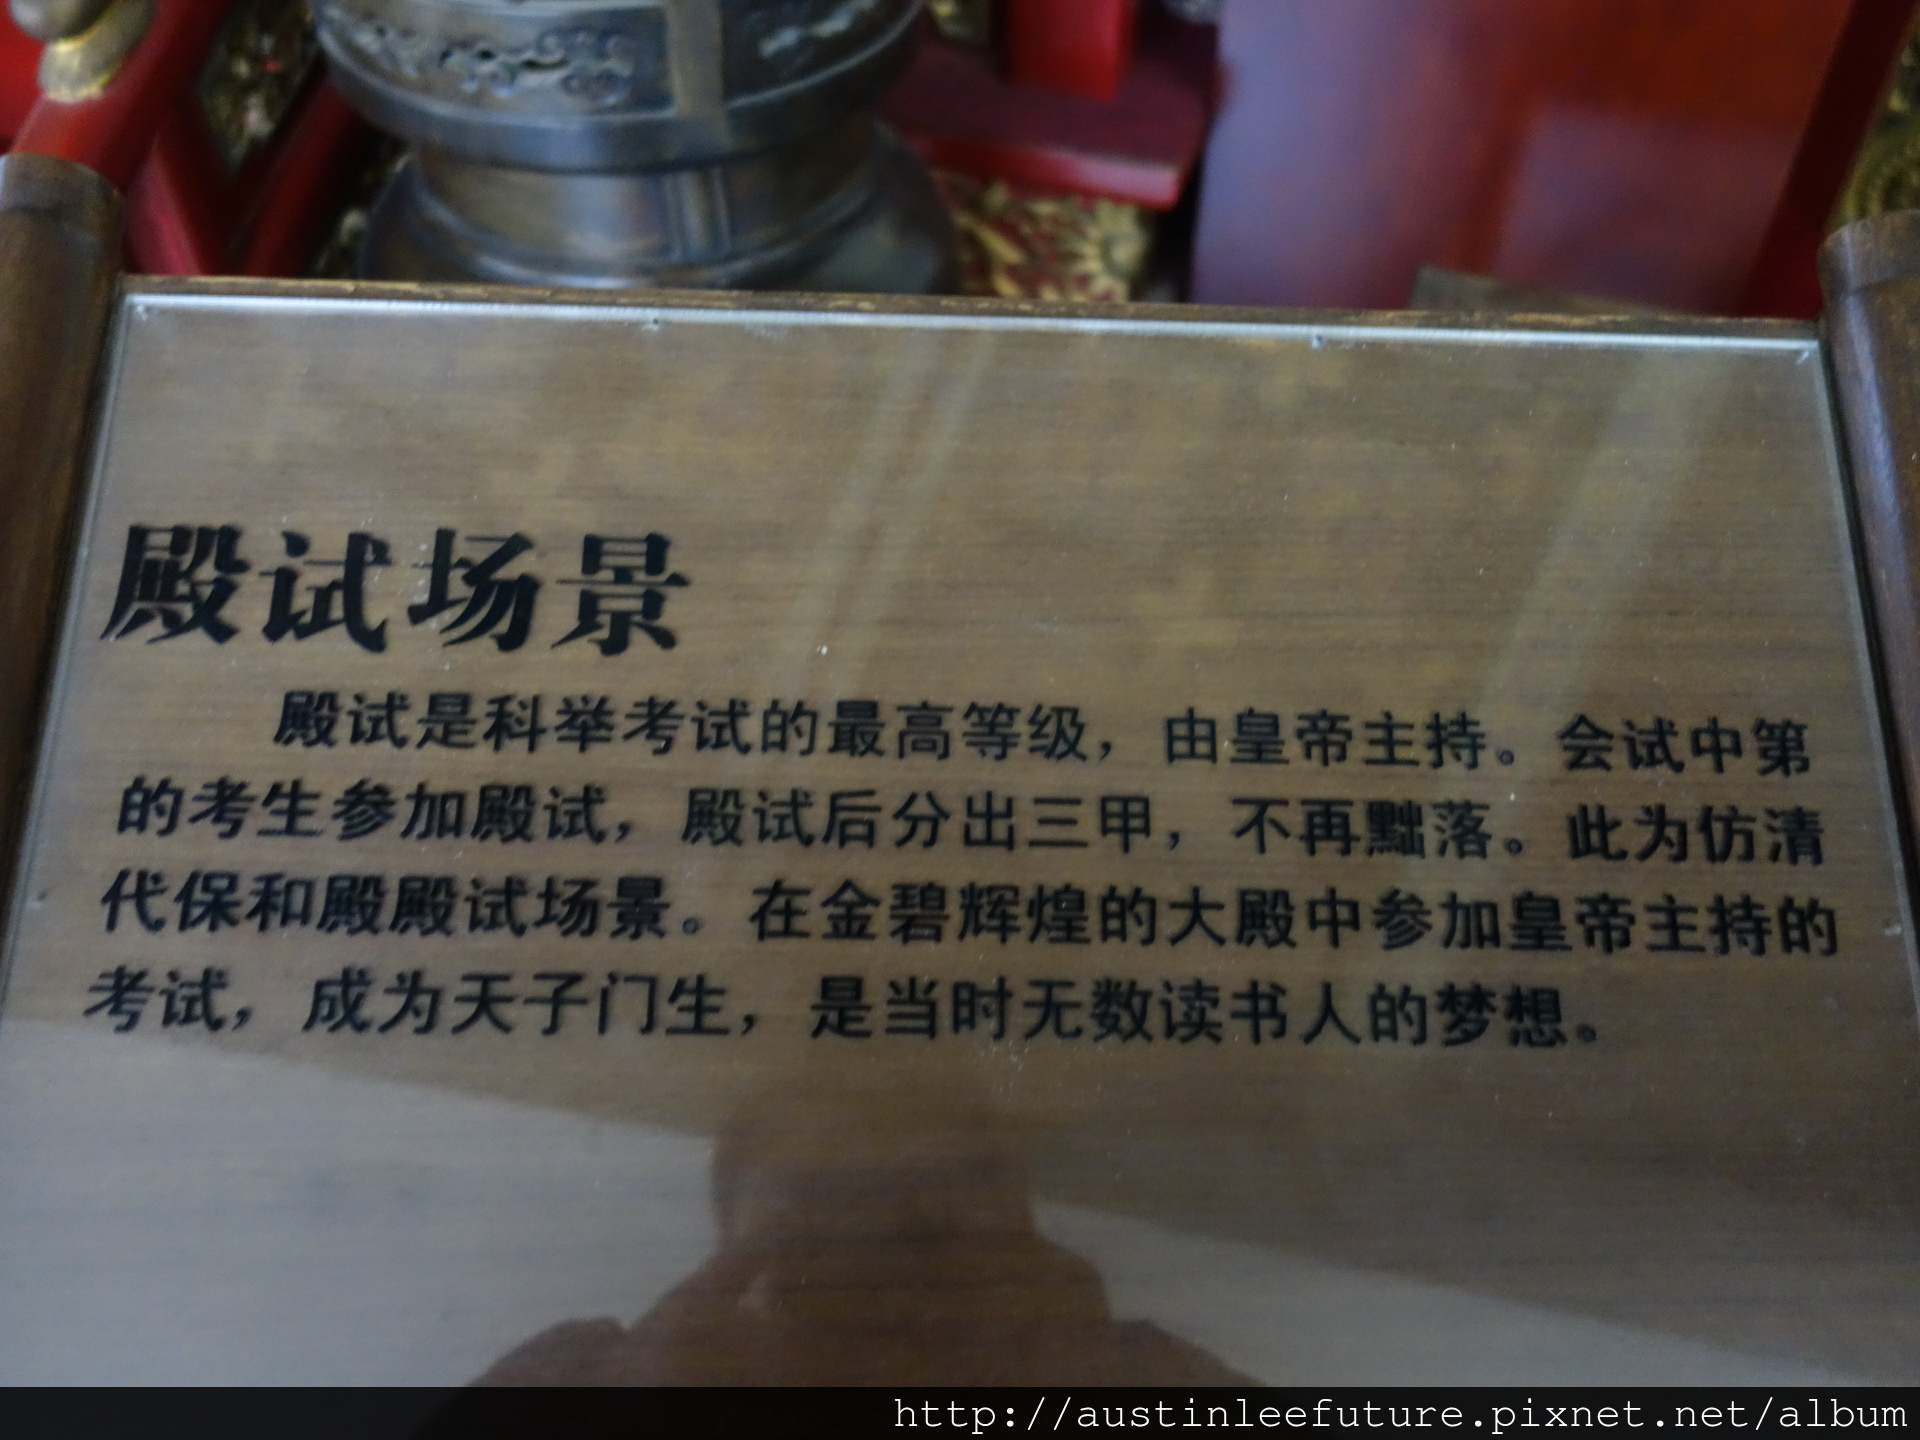 殿试场景
殿试是科举考试的最高等级，由皇帝主持。会试中第
的考生参加殿试，殿试后分出三甲，不再黜落。此为仿清
代保和殿殿试场景。在金碧辉煌的大殿中参加皇帝主持的
考试，成为天子门生，是当时无数读书人的梦想。
http://austinleefuture.pixnet.net/album